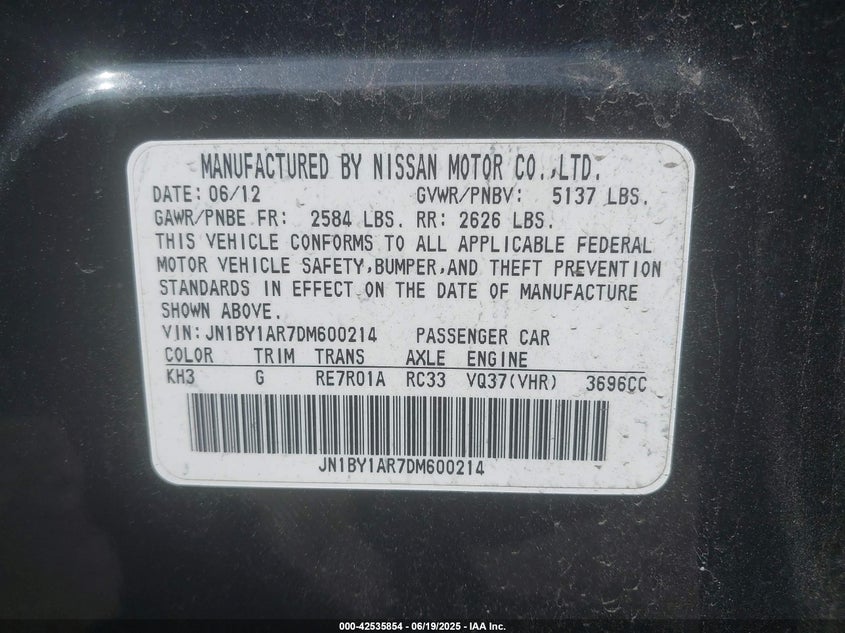 MANUFACTURED BY NISSAN MOTOR CO.,LTD.
DATE: 06/12 GVWR/PNBV: 5137 LBS.
GAWR/PNBE FR: 2584 LBS. RR: 2626 LBS.
THIS VEHICLE CONFORMS TO ALL APPLICABLE FEDERAL
MOTOR VEHICLE SAFETY,BUMPER,AND THEFT PREVENTION
STANDARDS IN EFFECT ON THE DATE OF MANUFACTURE
SHOWN ABOVE.
VIN:JN1BY1AR7DM600214 PASSENGER CAR
COLOR TRIM TRANS AXLE ENGINE
KH3 G RE7R01A RC33 VQ37(VHR) 3696CC
JN1BY1AR7DM600214
000-42535854 - 06/19/2025 - IAA Inc.